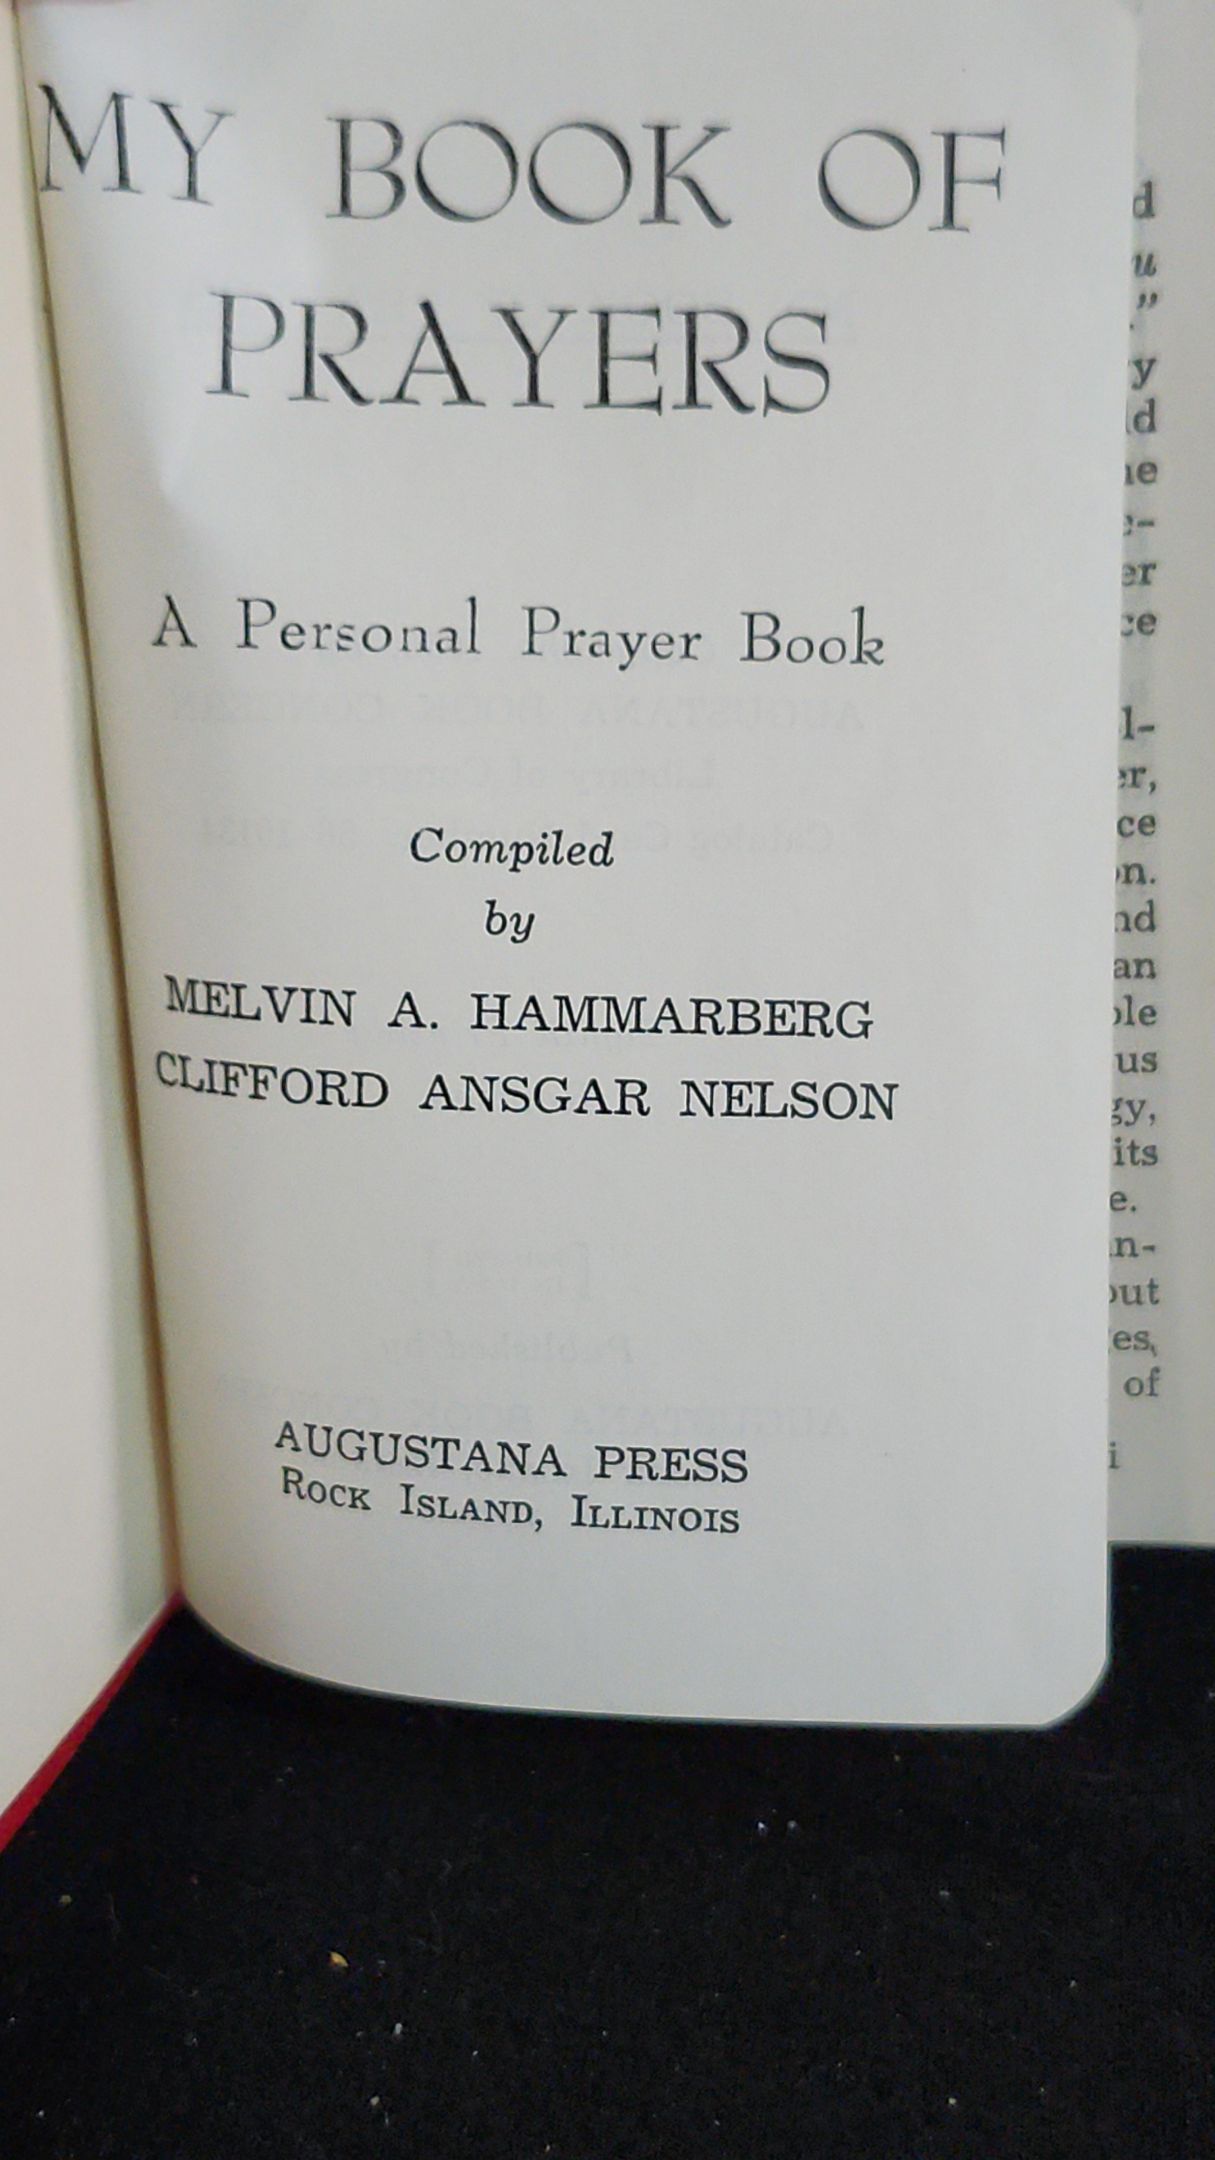 MY BOOK OF
PRAYERS
A Personal Prayer Book
Compiled
by
MELVIN A. HAMMARBERG
CLIFFORD ANSGAR NELSON
AUGUSTANA PRESS
ROCK ISLAND, ILLINOIS